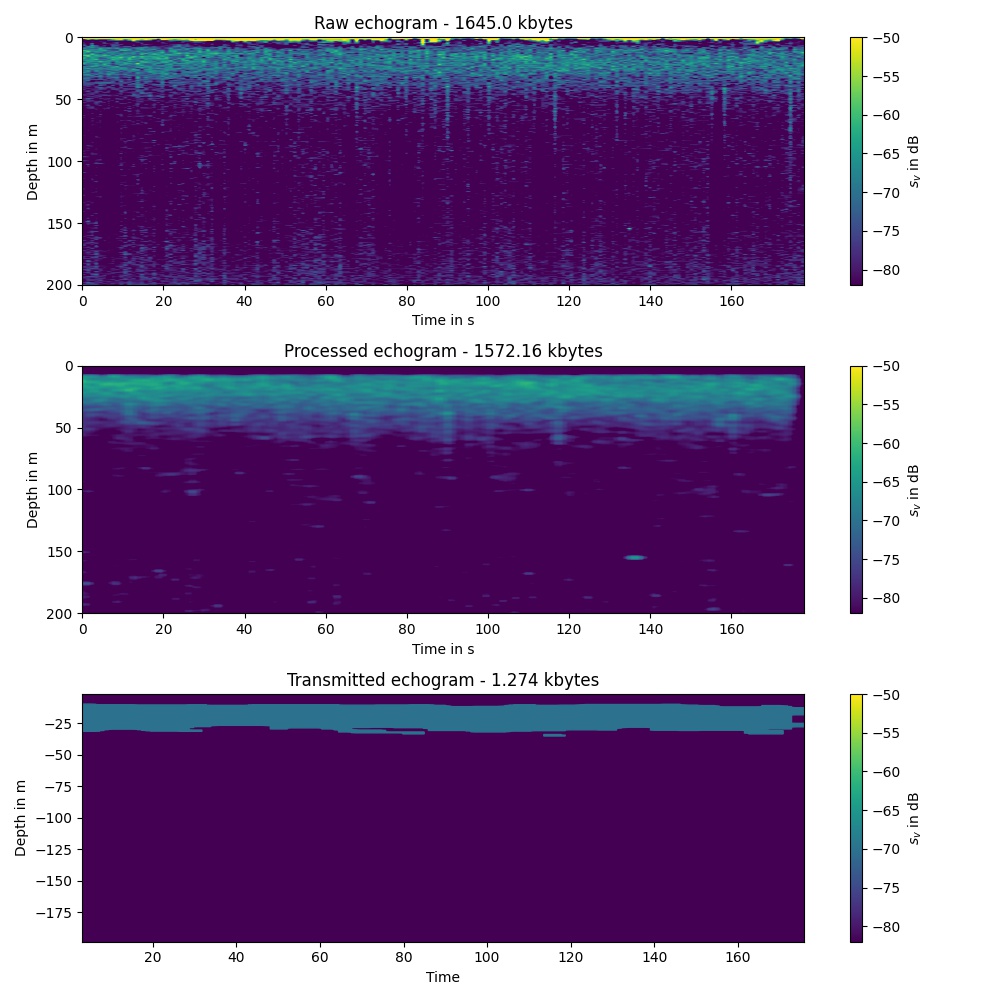 Raw echogram - 1645.0 kbytes
0
50
100
150
200
Depth in m
0 20 40 60 80 100 120 140 160
Time in s
−50
−55
−60
−65
−70
−75
−80
sv in dB
Processed echogram - 1572.16 kbytes
0
50
100
150
200
Depth in m
0 20 40 60 80 100 120 140 160
Time in s
−50
−55
−60
−65
−70
−75
−80
sv in dB
Transmitted echogram - 1.274 kbytes
−25
−50
−75
−100
−125
−150
−175
Depth in m
20 40 60 80 100 120 140 160
Time
−50
−55
−60
−65
−70
−75
−80
sv in dB